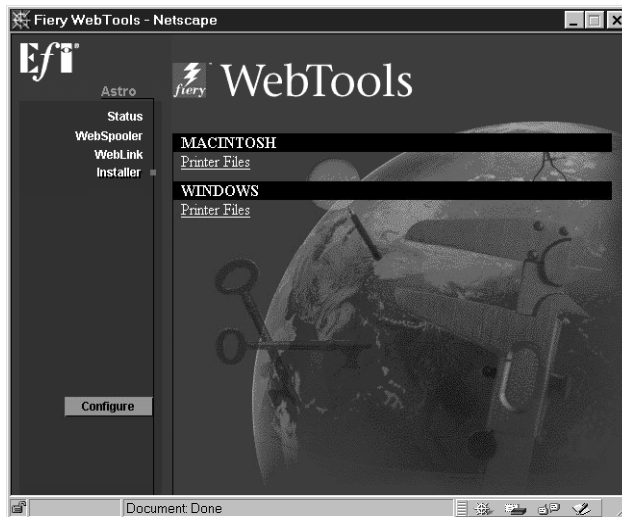 Fiery WebTools - Netscape
Efi
Astro
Status
WebSpooler
WebLink
Installer
Configure
fiery WebTools
MACINTOSH
Printer Files
WINDOWS
Printer Files
Document: Done